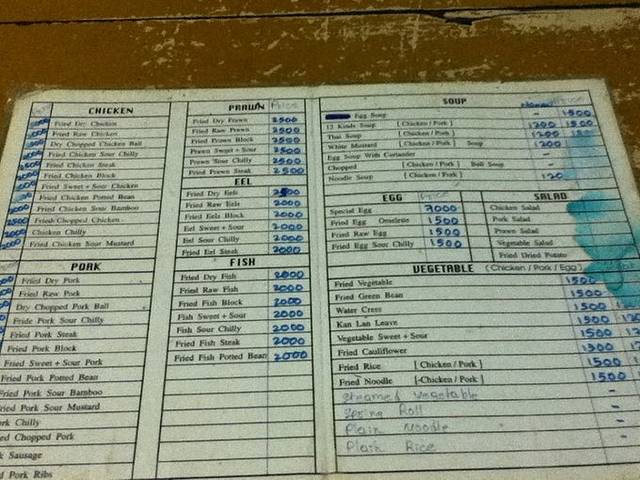 CHICKEN
Fried Dry Chicken
Fried Raw Chicken
Dry Chopped Chicken Ball
Fried Chicken Sour Chilly
Fried Chicken Steak
Fried Chicken Block
Fried Sweet + Sour Chicken
Fried Chicken Potted Bean
Fried Chicken Sour Bamboo
Fried Chopped Chicken
Chicken Chilly
Fried Chicken Sour Mustard
PORK
Fried Dry Pork
Fried Raw Pork
Dry Chopped Pork Ball
Fride Pork Sour Chilly
Fried Pork Steak
Fried Pork Block
Fried Sweet + Sour Pork
Fried Pork Potted Bean
Fried Pork Sour Bamboo
Fried Pork Sour Mustard
Chilly
Chopped Pork
Sausage
Pork Ribs
PRAWN Price
Fried Dry Prawn 2500
Fried Raw Prawn 2500
Fried Prawn Block 2500
Prawn Sweet + Sour 2500
Prawn Sour Chilly 2500
Fried Prawn Steak 2500
EEL
Fried Dry Eels
Fried Raw Eels 2000
Fried Eels Block 2000
Eel Sweet + Sour 2000
Eel Sour Chilly 2000
Fried Eel Steak 2000
FISH
Fried Dry Fish 2000
Fried Raw Fish 2000
Fried Fish Block 2000
Fish Sweet + Sour 2000
Fish Sour Chilly 2000
Fried Fish Steak 2000
Fried Fish Potted Bean 2000
SOUP
Egg Soup - 1500
12 Kinds Soup [ Chicken / Pork ] 1200 1500
Thai Soup [ Chicken / Pork ] 1200
White Mustard [ Chicken / Pork ] Soup 1200
Egg Soup With Coriander -
Chopped [ Chicken / Pork ] Ball Soup -
Noodle Soup [ Chicken / Pork ] 120
EGG Price
Special Egg 7000
Fried Egg Omelette 1500
Fried Raw Egg 1500
Fried Egg Sour Chilly 1500
SALAD
Chicken Salad
Pork Salad
Prawn Salad
Vegetable Salad
Fried Dried Potato
VEGETABLE (Chicken / Pork / Egg)
Fried Vegetable 1500
Fried Green Bean 1500
Water Cress 1500
Kan Lan Leave 1500
Vegetable Sweet + Sour 1500
Fried Cauliflower 1500
Fried Rice [ Chicken / Pork ] 1500
Fried Noodle [ Chicken / Pork ] 1500
Steamed Vegetable -
Spring Roll -
Plain Noodle -
Plain Rice -